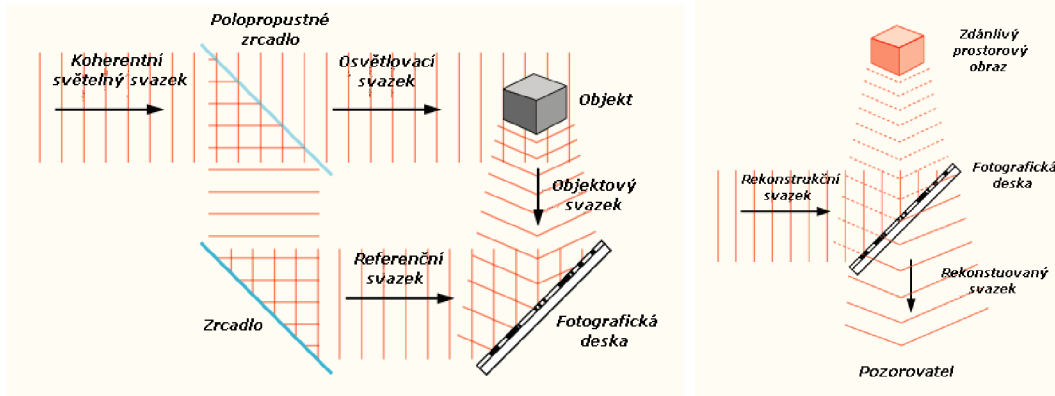 Polopropustné
zrcadlo
Koherentní
světelný svazek
Osvětlovací
svazek
Objekt
Objektový
svazek
Referenční
svazek
Zrcadlo
Fotografická
deska
Zdánlivý
prostorový
obraz
Fotografická
deska
Rekonstrukční
svazek
Rekonstuovaný
svazek
Pozorovatel